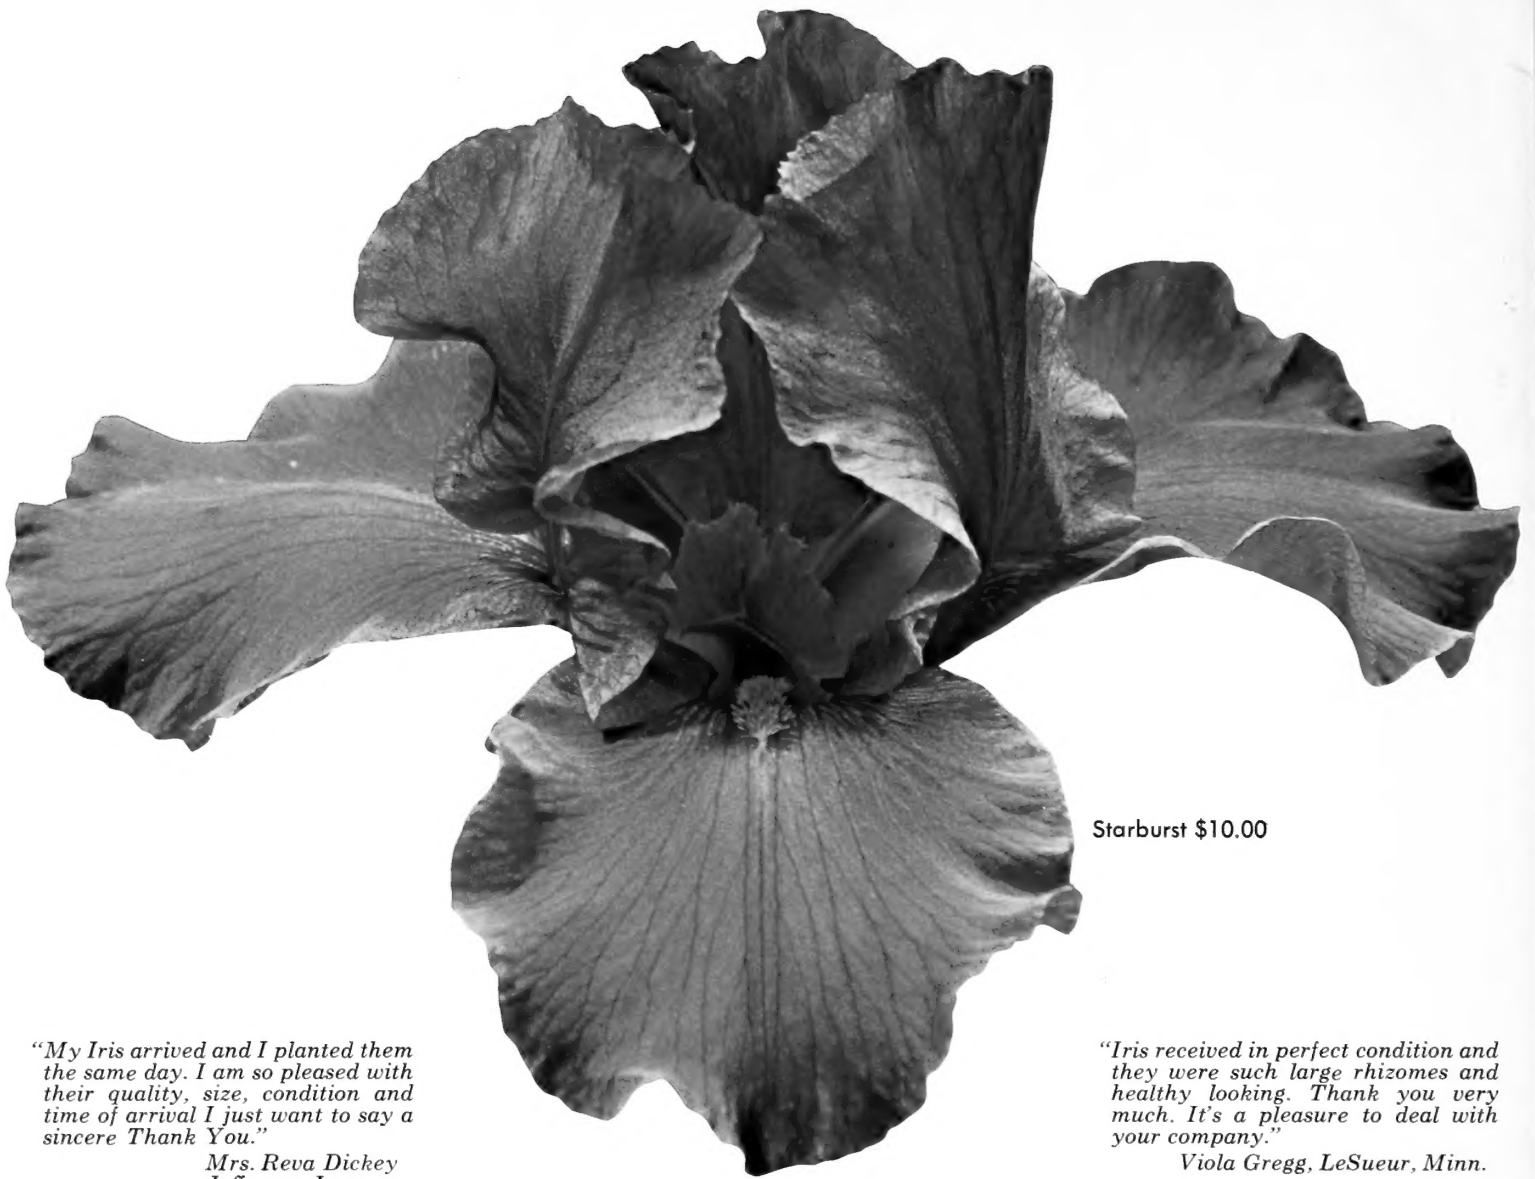 Starburst $10.00
“My Iris arrived and I planted them
the same day. I am so pleased with
their quality, size, condition and
time of arrival I just want to say a
sincere Thank You.”
Mrs. Reva Dickey
“Iris received in perfect condition and
they were such large rhizomes and
healthy looking. Thank you very
much. It's a pleasure to deal with
your company.”
Viola Gregg, LeSueur, Minn.